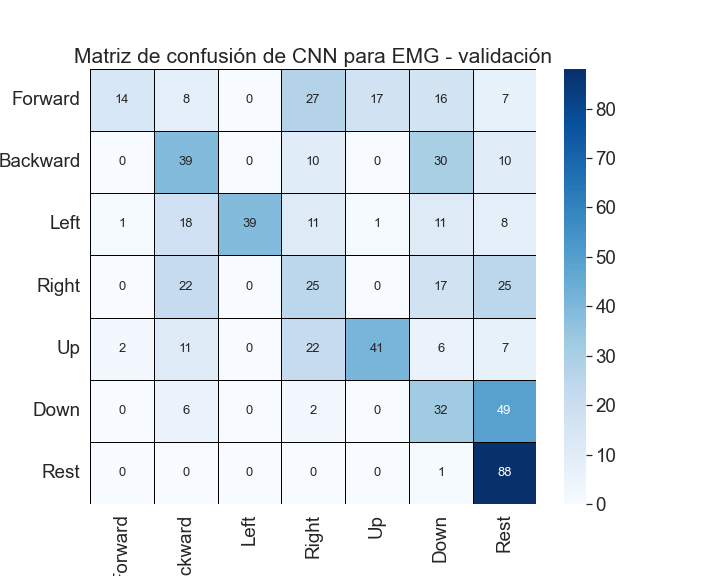 Matriz de confusión de CNN para EMG - validación
Forward 14 8 0 27 17 16 7
Backward 0 39 0 10 0 30 10
Left 1 18 39 11 1 11 8
Right 0 22 0 25 0 17 25
Up 2 11 0 22 41 6 7
Down 0 6 0 2 0 32 49
Rest 0 0 0 0 0 1 88
80
70
60
50
40
30
20
10
0
Forward
ckward
Left
Right
Up
Down
Rest